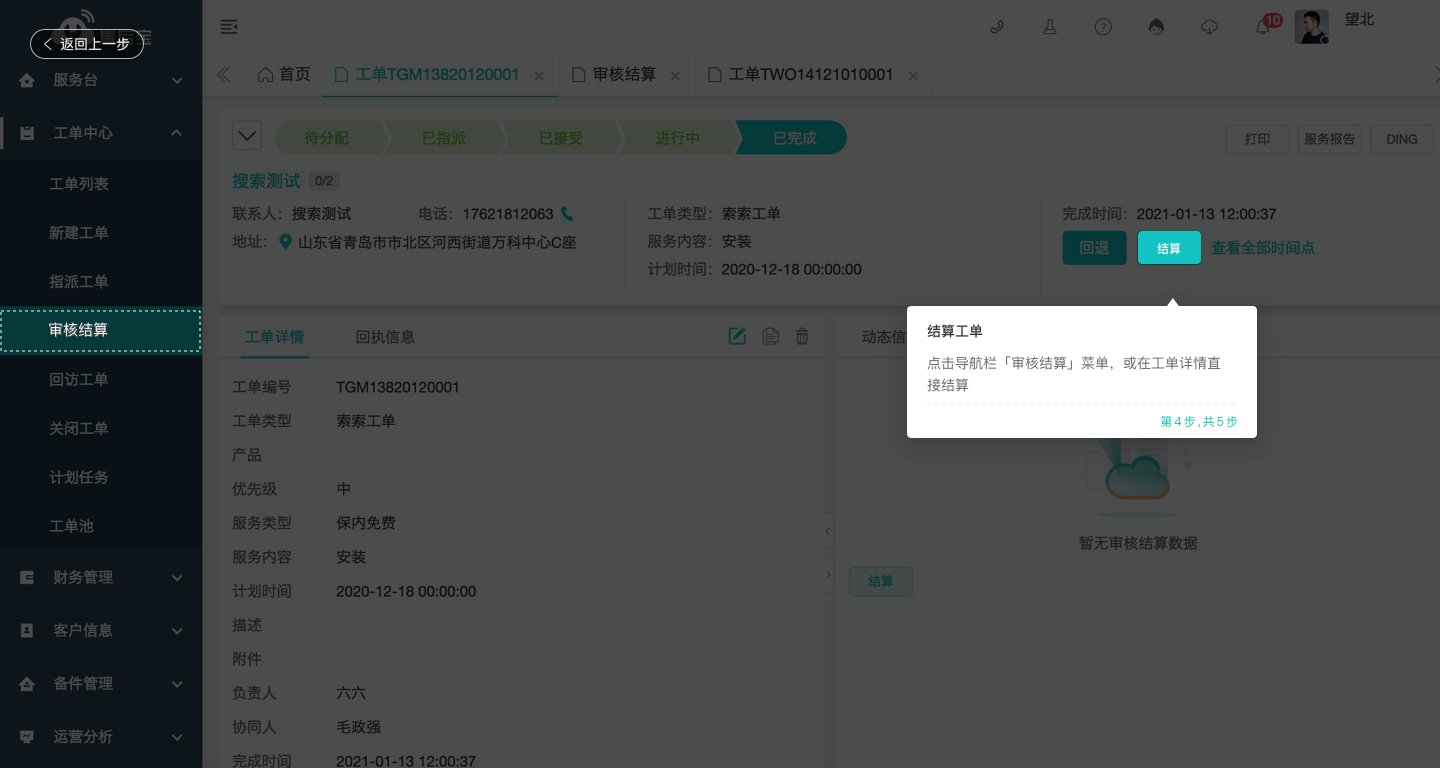 返回上一步
宝
服务台
工单中心
工单列表
新建工单
指派工单
审核结算
回访工单
关闭工单
计划任务
工单池
财务管理
客户信息
备件管理
运营分析
10
望北
首页
工单TGM13820120001
审核结算
工单TWO14121010001
待分配
已指派
已接受
进行中
已完成
打印
服务报告
DING
搜索测试 0/2
联系人： 搜索测试
电话： 17621812063
地址： 山东省青岛市市北区河西街道万科中心C座
工单类型： 索索工单
服务内容： 安装
计划时间： 2020-12-18 00:00:00
完成时间： 2021-01-13 12:00:37
回退
结算
查看全部时间点
工单详情
回执信息
工单编号 TGM13820120001
工单类型 索索工单
产品
优先级 中
服务类型 保内免费
服务内容 安装
计划时间 2020-12-18 00:00:00
描述
附件
负责人 六六
协同人 毛政强
完成时间 2021-01-13 12:00:37
动态信
结算工单
点击导航栏「审核结算」菜单，或在工单详情直
接结算
第4步,共5步
暂无审核结算数据
结算